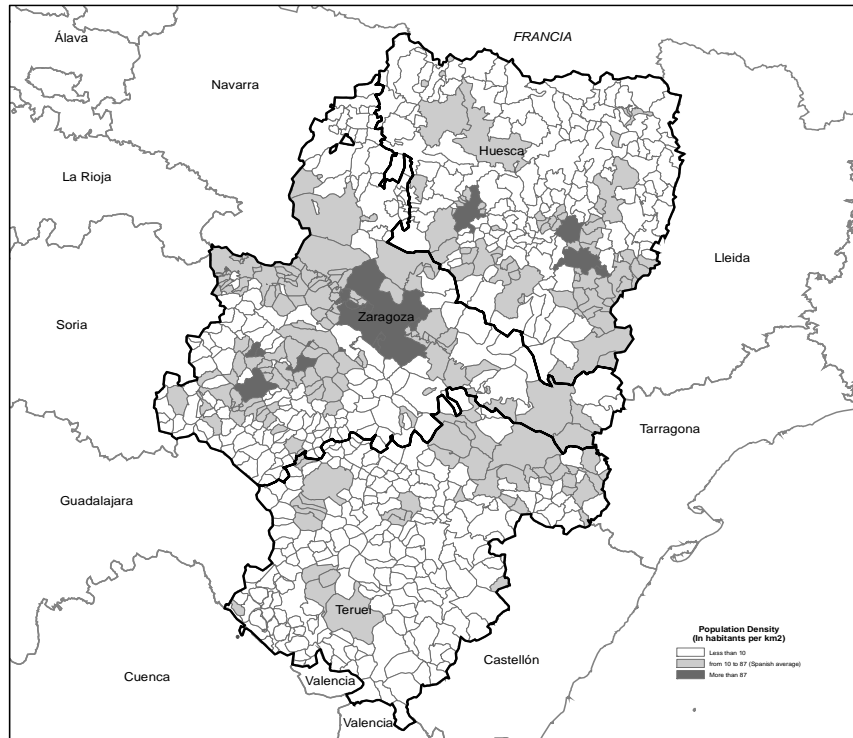 FRANCIA
Álava
Navarra
Huesca
La Rioja
Lleida
Zaragoza
Soria
Tarragona
Guadalajara
Teruel
Population Density
(In habitants per km2)
Less than 10
from 10 to 87 (Spanish average)
More than 87
Castellón
Cuenca
Valencia
Valencia